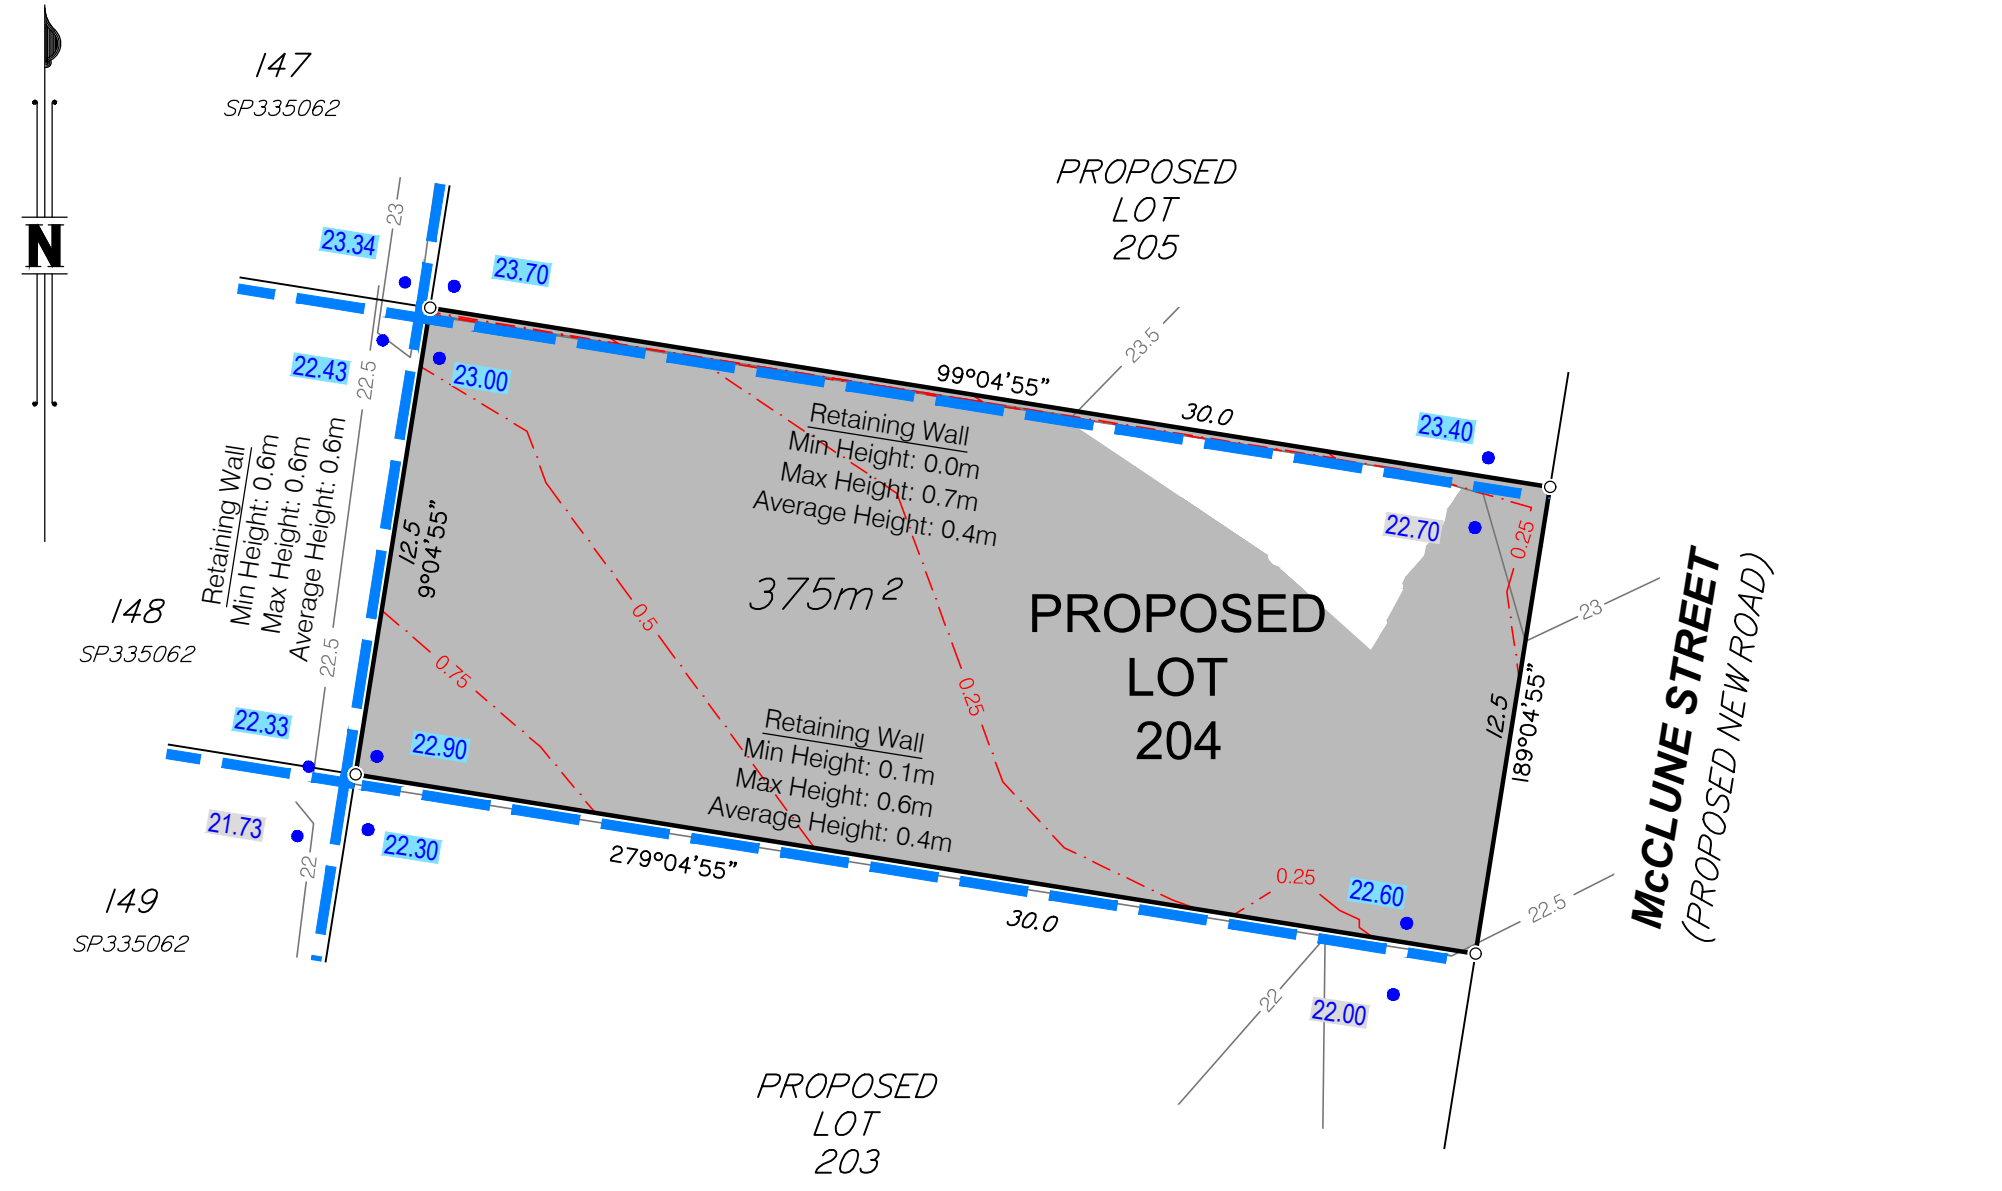 147
SP335062
N
PROPOSED
LOT
205
23
23.34
23.70
22.43
23.00
22.5
23.5
99°04'55"
30.0
23.40
22.70
0.25
Retaining Wall
Min Height: 0.0m
Max Height: 0.7m
Average Height: 0.4m
Retaining Wall
Min Height: 0.6m
Max Height: 0.6m
Average Height: 0.6m
12.5
9°04'55"
375m²
PROPOSED
LOT
204
0.5
0.75
0.25
23
148
SP335062
22.5
22.33
22.90
Retaining Wall
Min Height: 0.1m
Max Height: 0.6m
Average Height: 0.4m
12.5
189°04'55"
McCLUNE STREET
(PROPOSED NEW ROAD)
21.73
22.30
22
279°04'55"
30.0
0.25
22.60
22.5
149
SP335062
22
22.00
PROPOSED
LOT
203